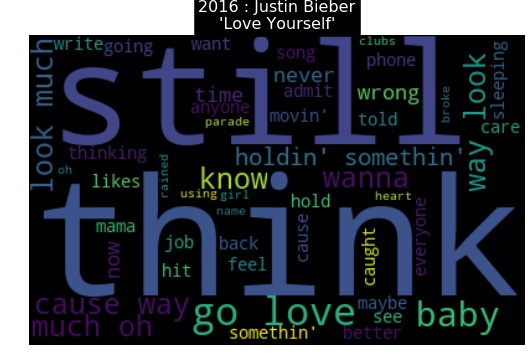 2016 : Justin Bieber
'Love Yourself'
write going want song clubs phone
still
look much
never
time admit wrong
anyone
parade movin' told
broke
way look
sleeping
care
thinking
holdin' somethin'
oh likes rained
know wanna
using girl
name hold heart
think
mama
now
job back
hit feel
cause
caught
everyone
cause way
much oh
go love
maybe
see
baby
somethin' better